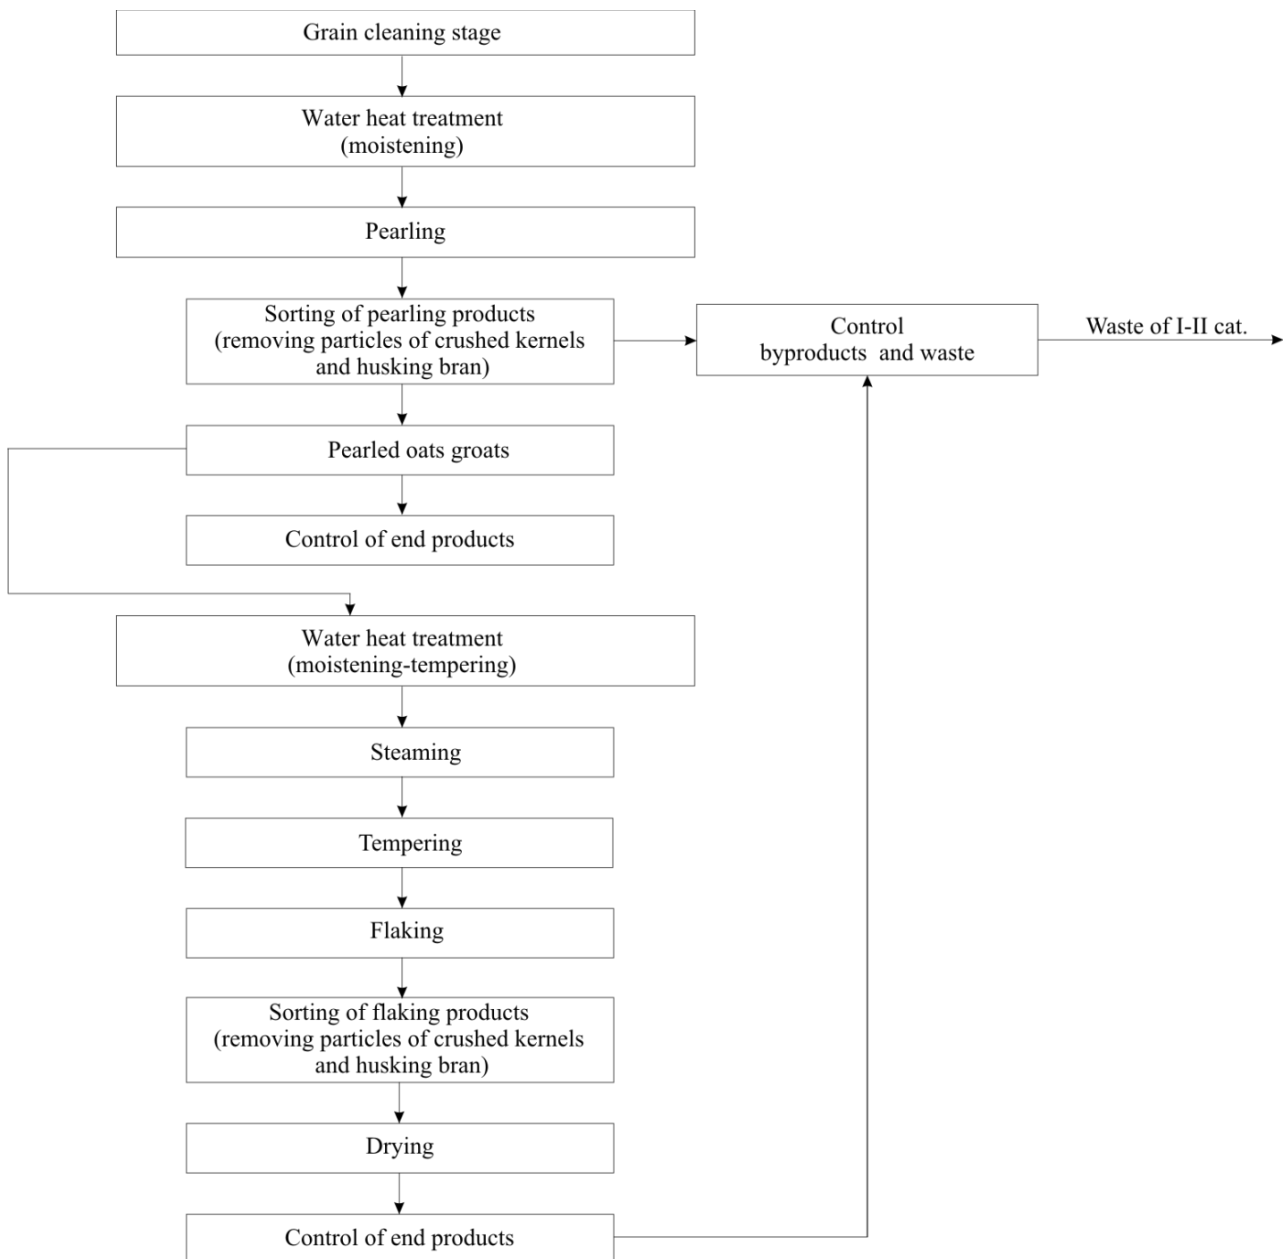 Grain cleaning stage
Water heat treatment
(moistening)
Pearling
Sorting of pearling products
(removing particles of crushed kernels
and husking bran)
Control
byproducts and waste
Waste of I-II cat.
Pearled oats groats
Control of end products
Water heat treatment
(moistening-tempering)
Steaming
Tempering
Flaking
Sorting of flaking products
(removing particles of crushed kernels
and husking bran)
Drying
Control of end products